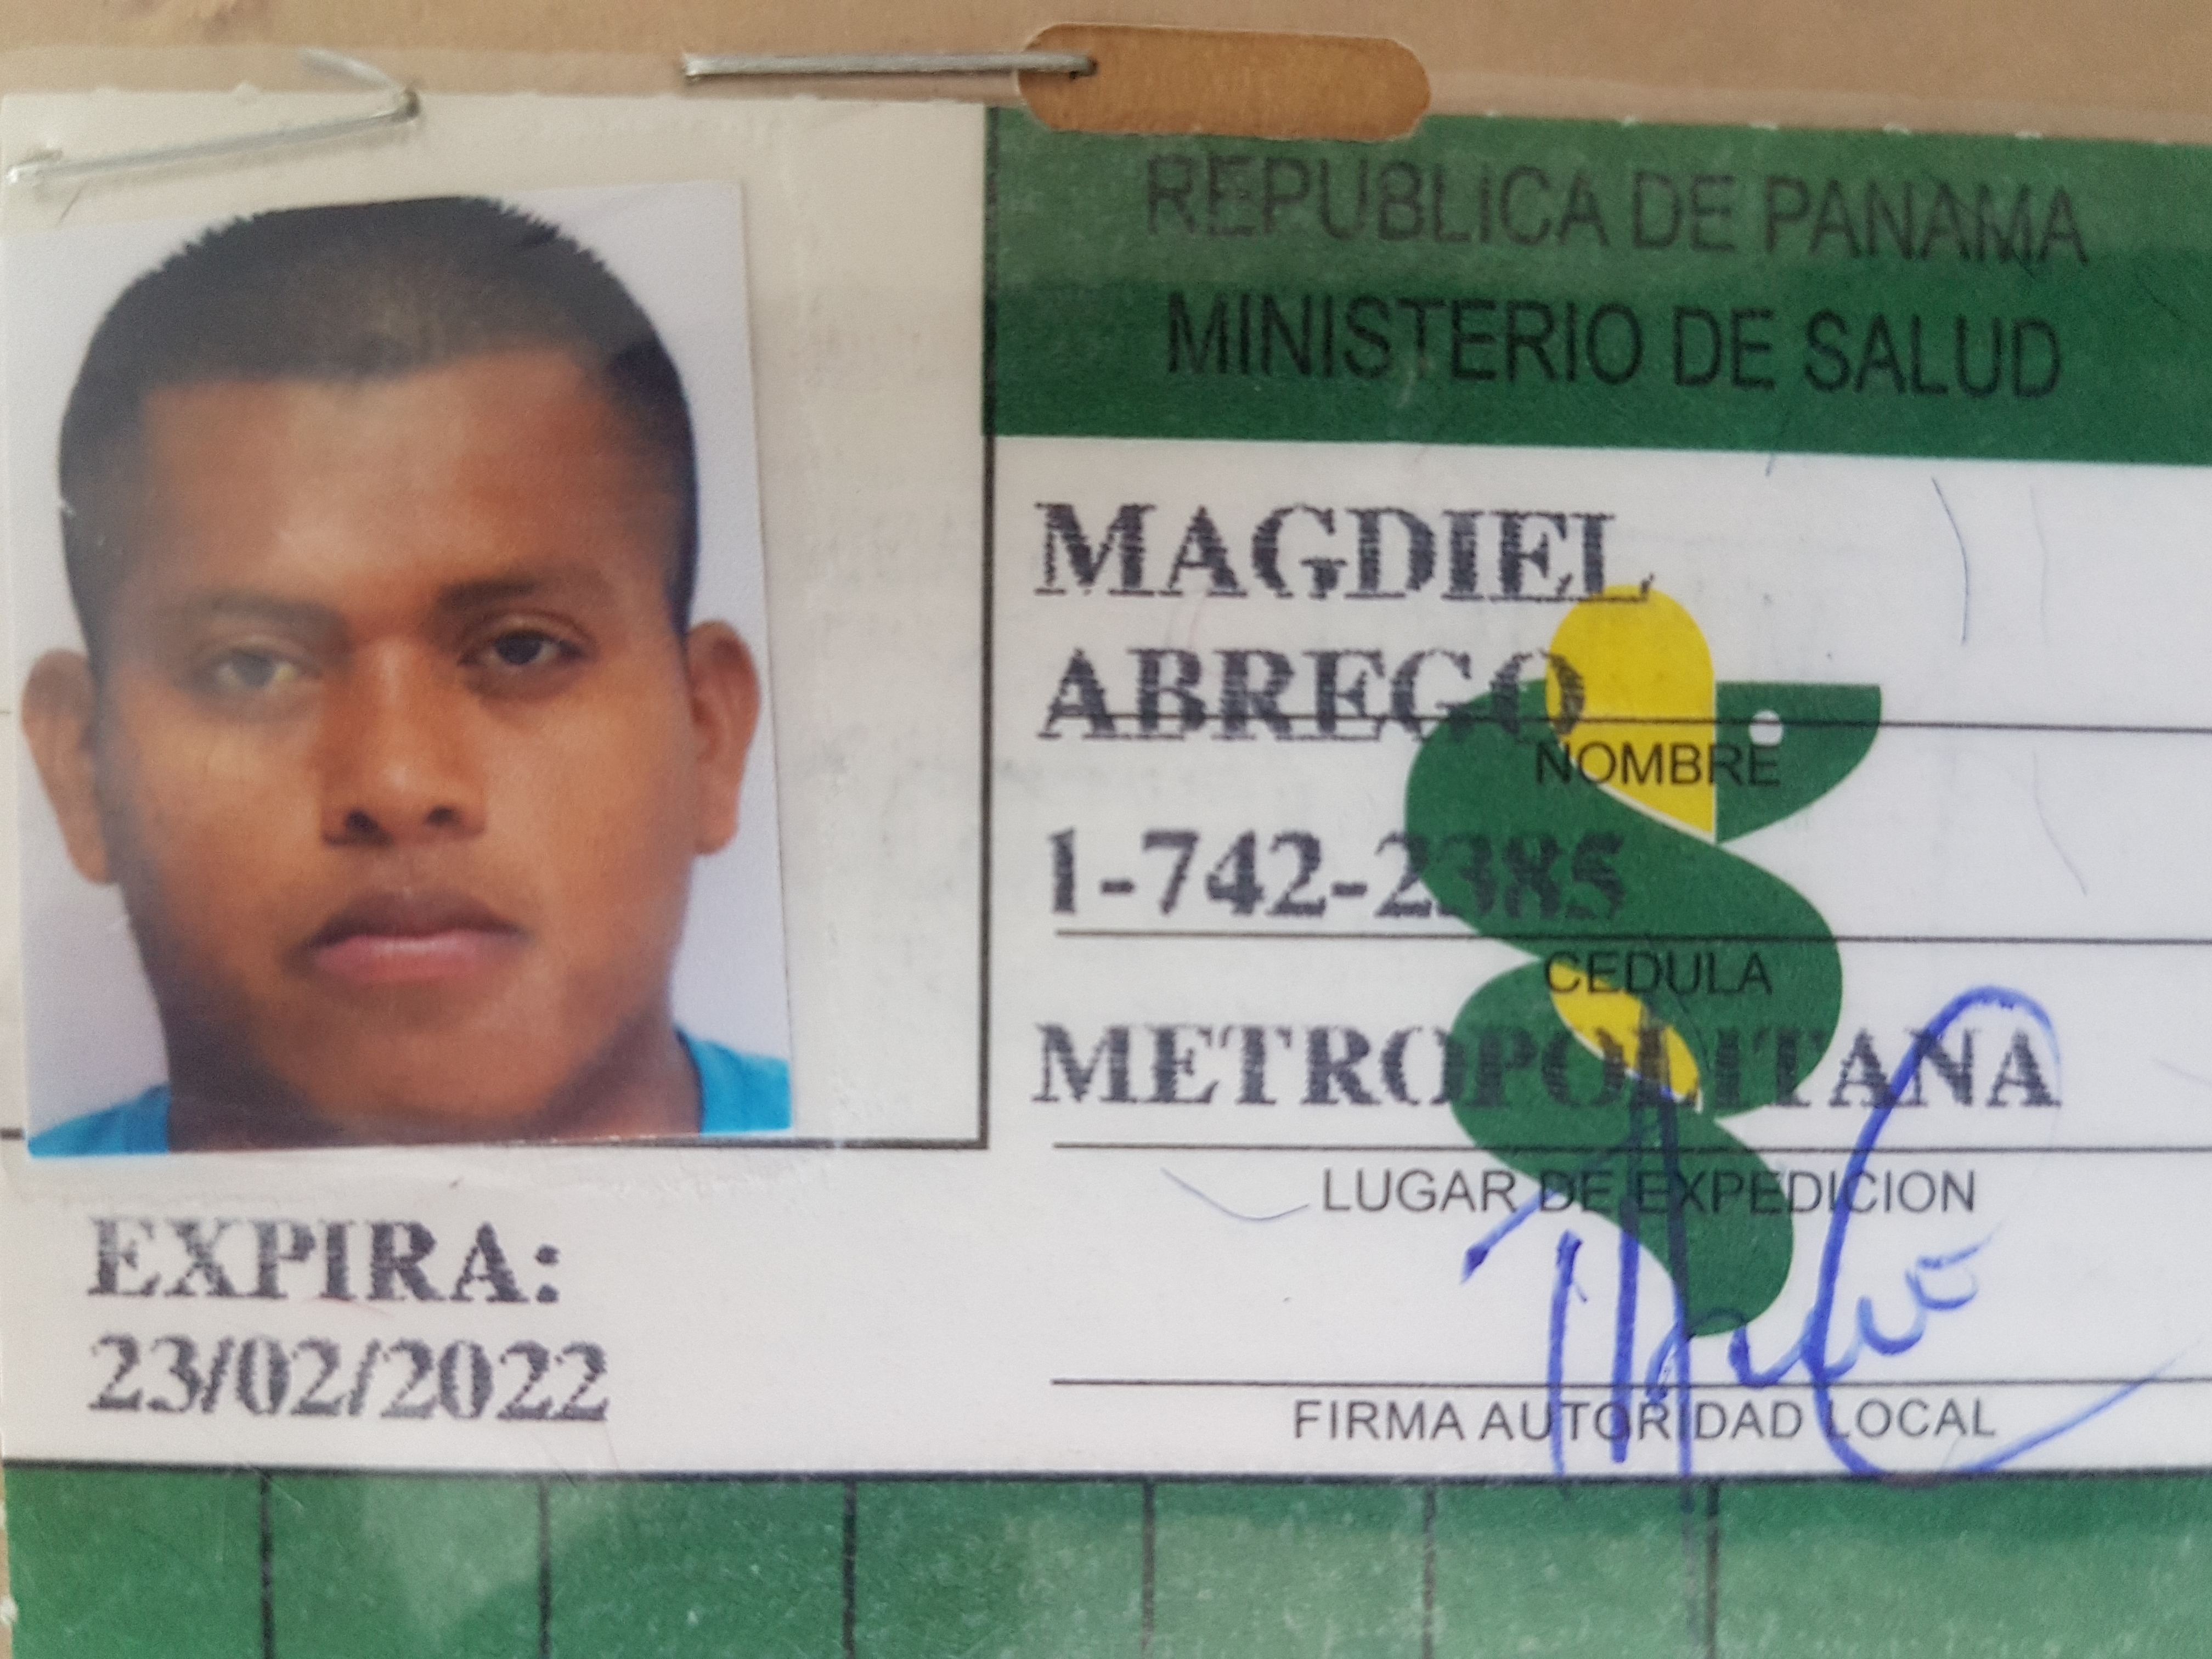 REPUBLICA DE PANAMA
MINISTERIO DE SALUD
MAGDIEL
ABREGO
NOMBRE
1-742-2385
CEDULA
METROPOLITANA
LUGAR DE EXPEDICION
FIRMA AUTORIDAD LOCAL
EXPIRA:
23/02/2022